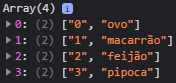 Array(4) i
0: (2) ["0", "ovo"]
1: (2) ["1", "macarrão"]
2: (2) ["2", "feijão"]
3: (2) ["3", "pipoca"]